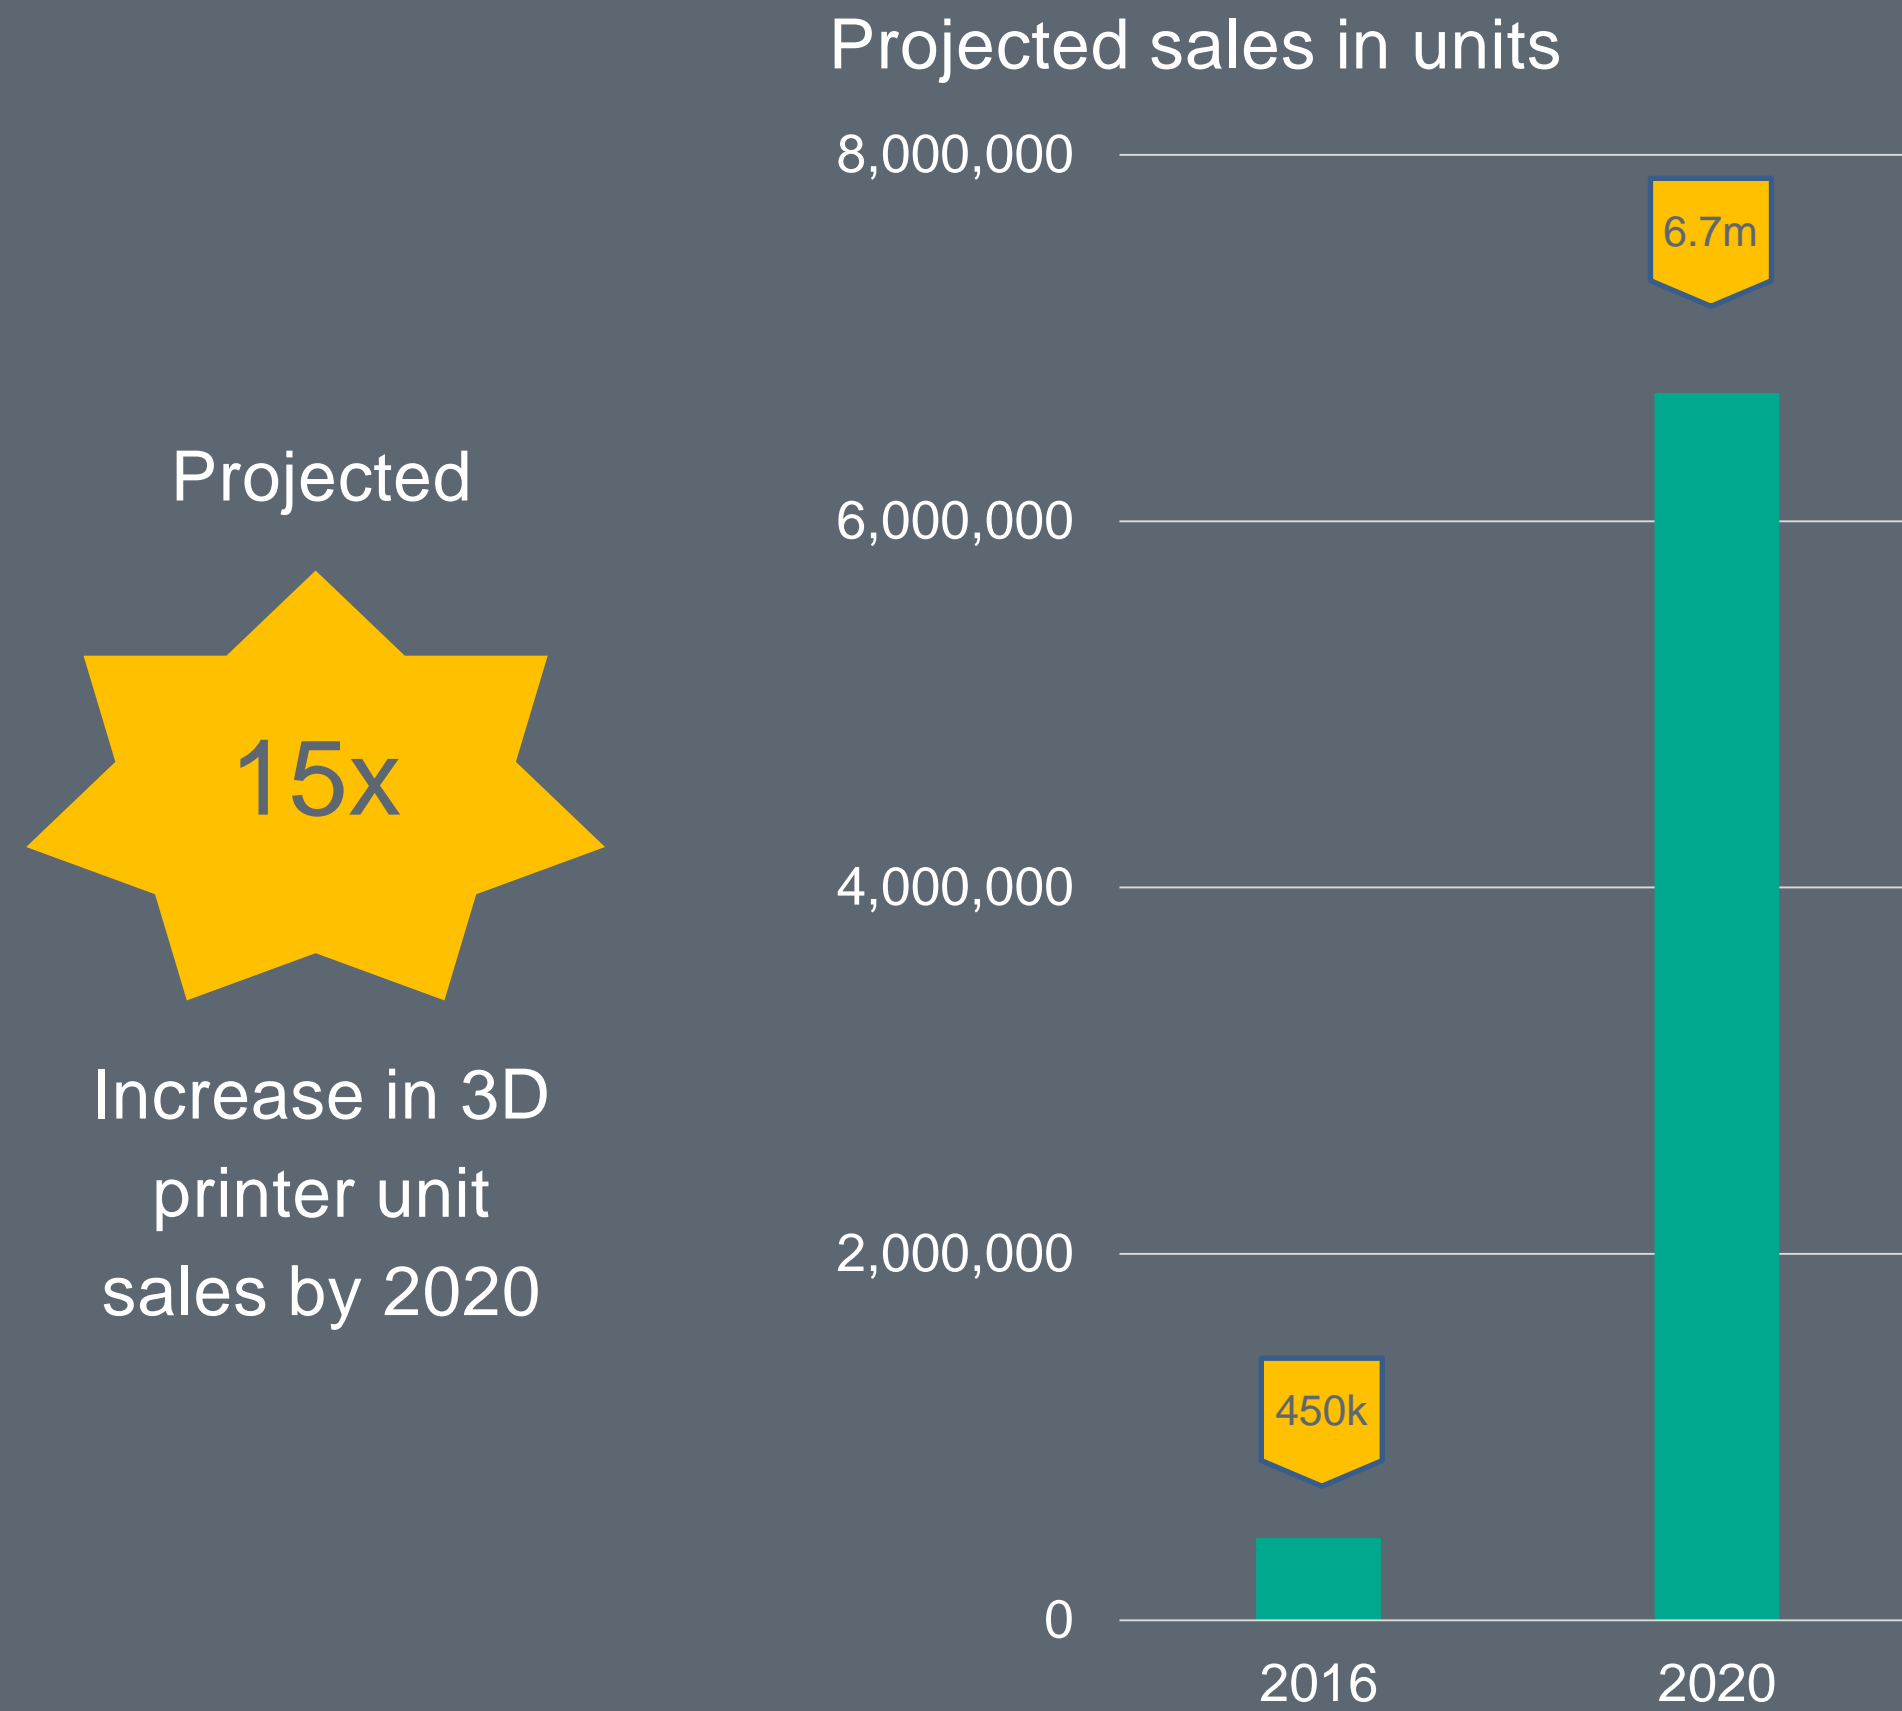 Projected
15x
Increase in 3D
printer unit
sales by 2020
Projected sales in units
8,000,000
6.7m
6,000,000
4,000,000
2,000,000
450k
0
2016
2020